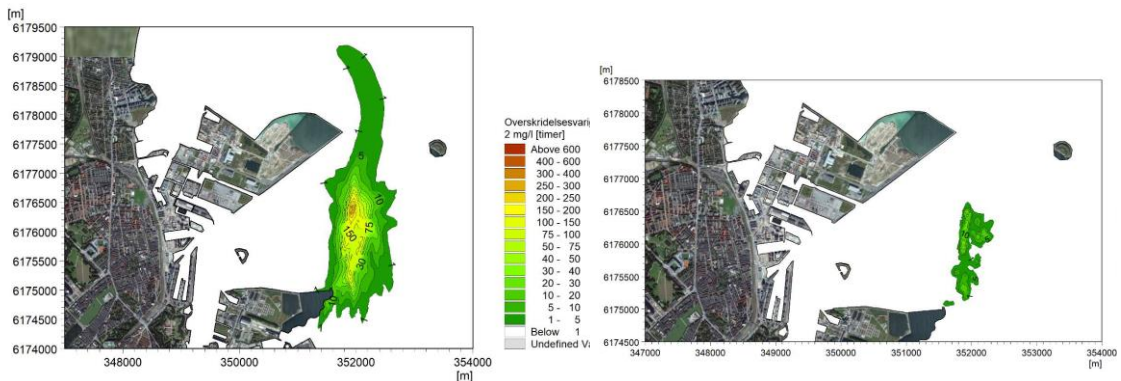 [m]
6179500
6179000
6178500
6178000
6177500
6177000
6176500
6176000
6175500
6175000
6174500
6174000
348000 350000 352000 354000
[m]
5
10
75
150
30
Overskridelsesvarig
2 mg/l [timer]
Above 600
400 - 600
300 - 400
250 - 300
200 - 250
150 - 200
100 - 150
75 - 100
50 - 75
40 - 50
30 - 40
20 - 30
10 - 20
5 - 10
1 - 5
Below 1
Undefined Va
[m]
6178500
6178000
6177500
6177000
6176500
6176000
6175500
6175000
6174500
347000 348000 349000 350000 351000 352000 353000 354000
[m]